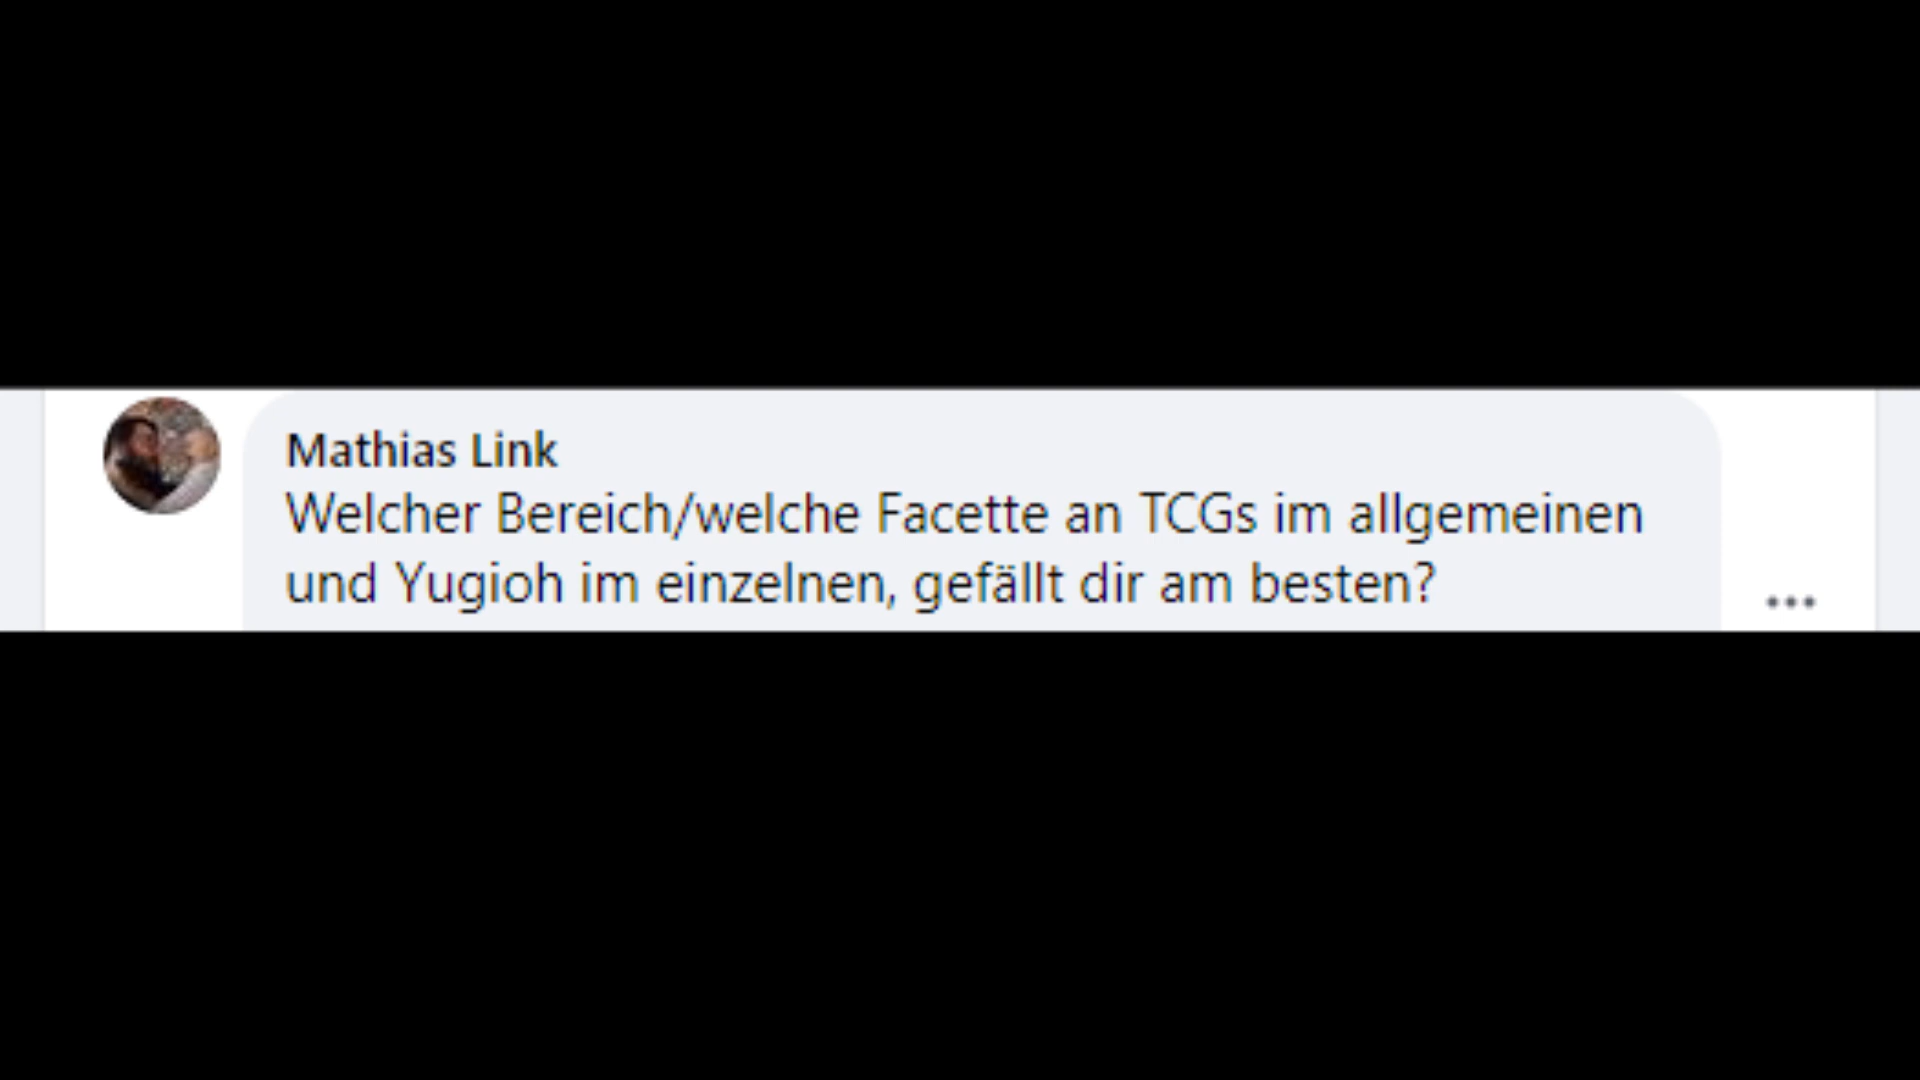 Mathias Link
Welcher Bereich/welche Facette an TCGs im allgemeinen
und Yugioh im einzelnen, gefällt dir am besten?